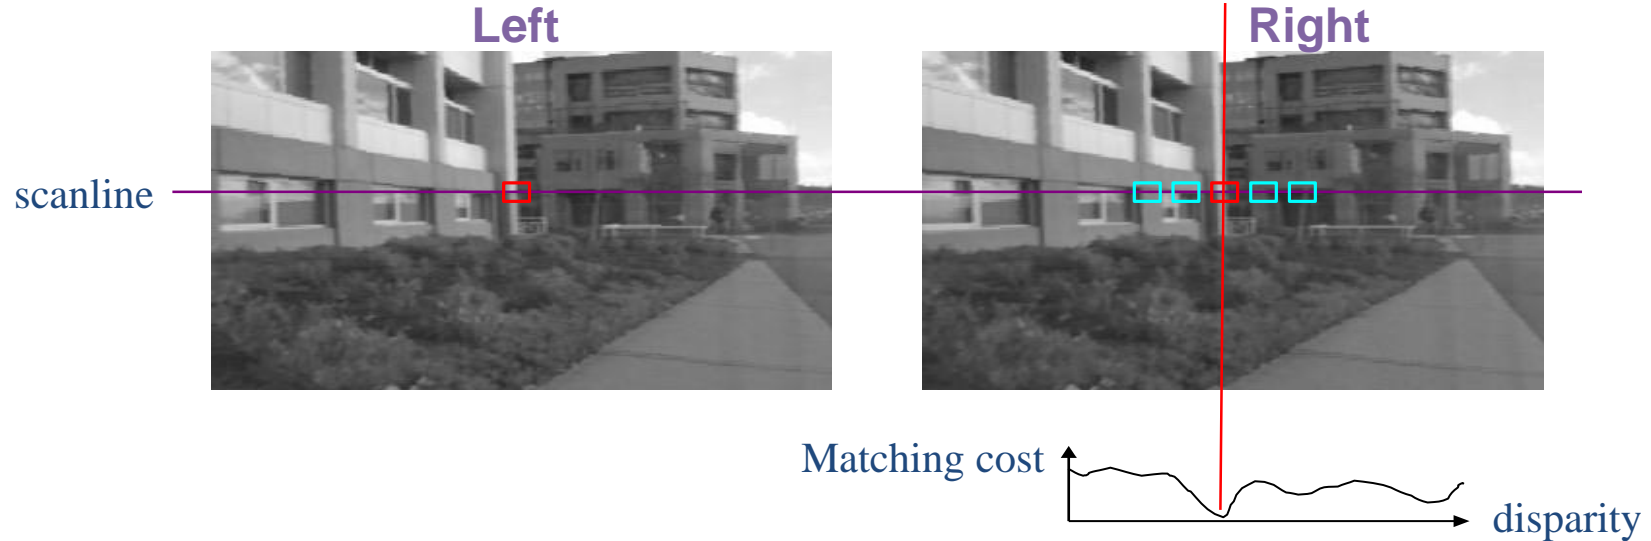 Left
Right
scanline
Matching cost
disparity